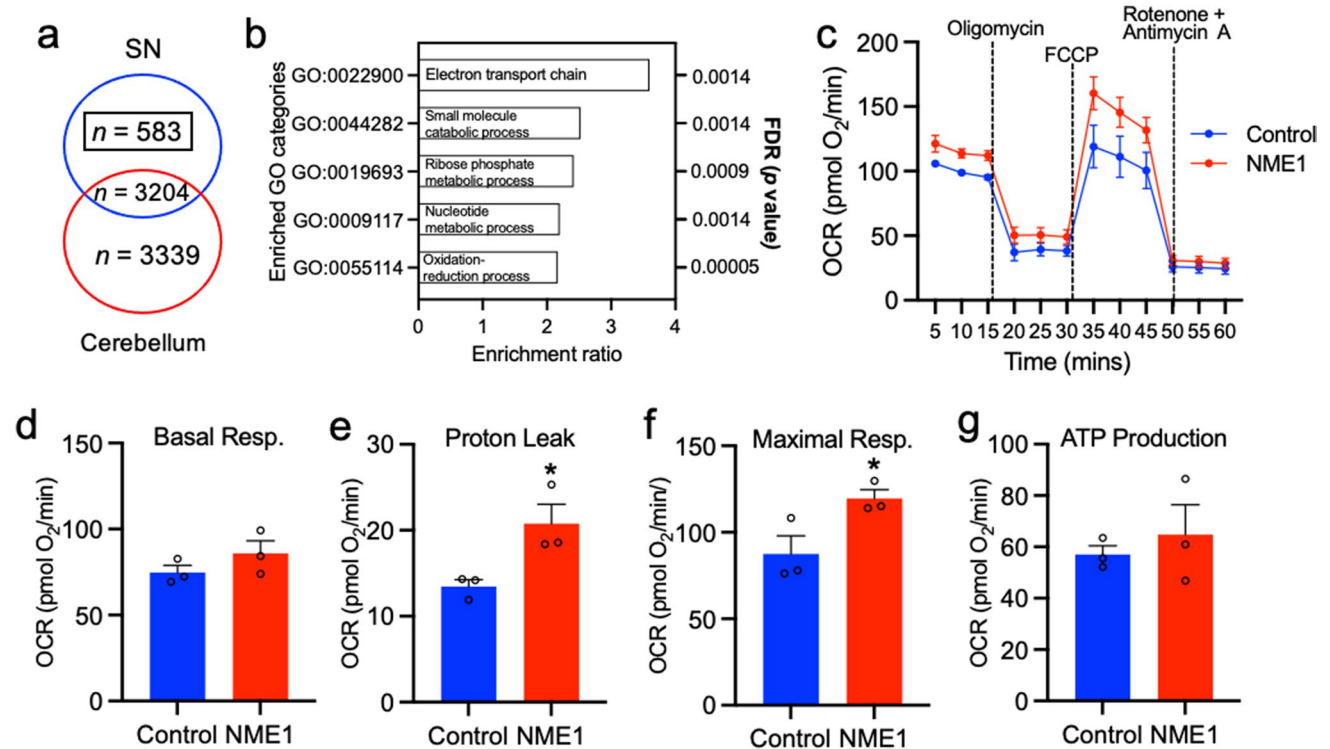 a
SN
n = 583
n = 3204
n = 3339
Cerebellum
b
Enriched GO categories
GO:0022900
GO:0044282
GO:0019693
GO:0009117
GO:0055114
Electron transport chain
Small molecule
catabolic process
Ribose phosphate
metabolic process
Nucleotide
metabolic process
Oxidation-
reduction process
0.0014
0.0014
0.0009
0.0014
0.00005
FDR (p value)
0 1 2 3 4
Enrichment ratio
c
Oligomycin
FCCP
Rotenone +
Antimycin A
OCR (pmol O₂/min)
200
150
100
50
0
5 10 15 20 25 30 35 40 45 50 55 60
Time (mins)
Control
NME1
d
Basal Resp.
OCR (pmol O₂/min)
150
100
50
0
Control NME1
e
Proton Leak
OCR (pmol O₂/min)
30
20
10
0
*
Control NME1
f
Maximal Resp.
OCR (pmol O₂/min/)
150
100
50
0
*
Control NME1
g
ATP Production
OCR (pmol O₂/min)
100
80
60
40
20
0
Control NME1